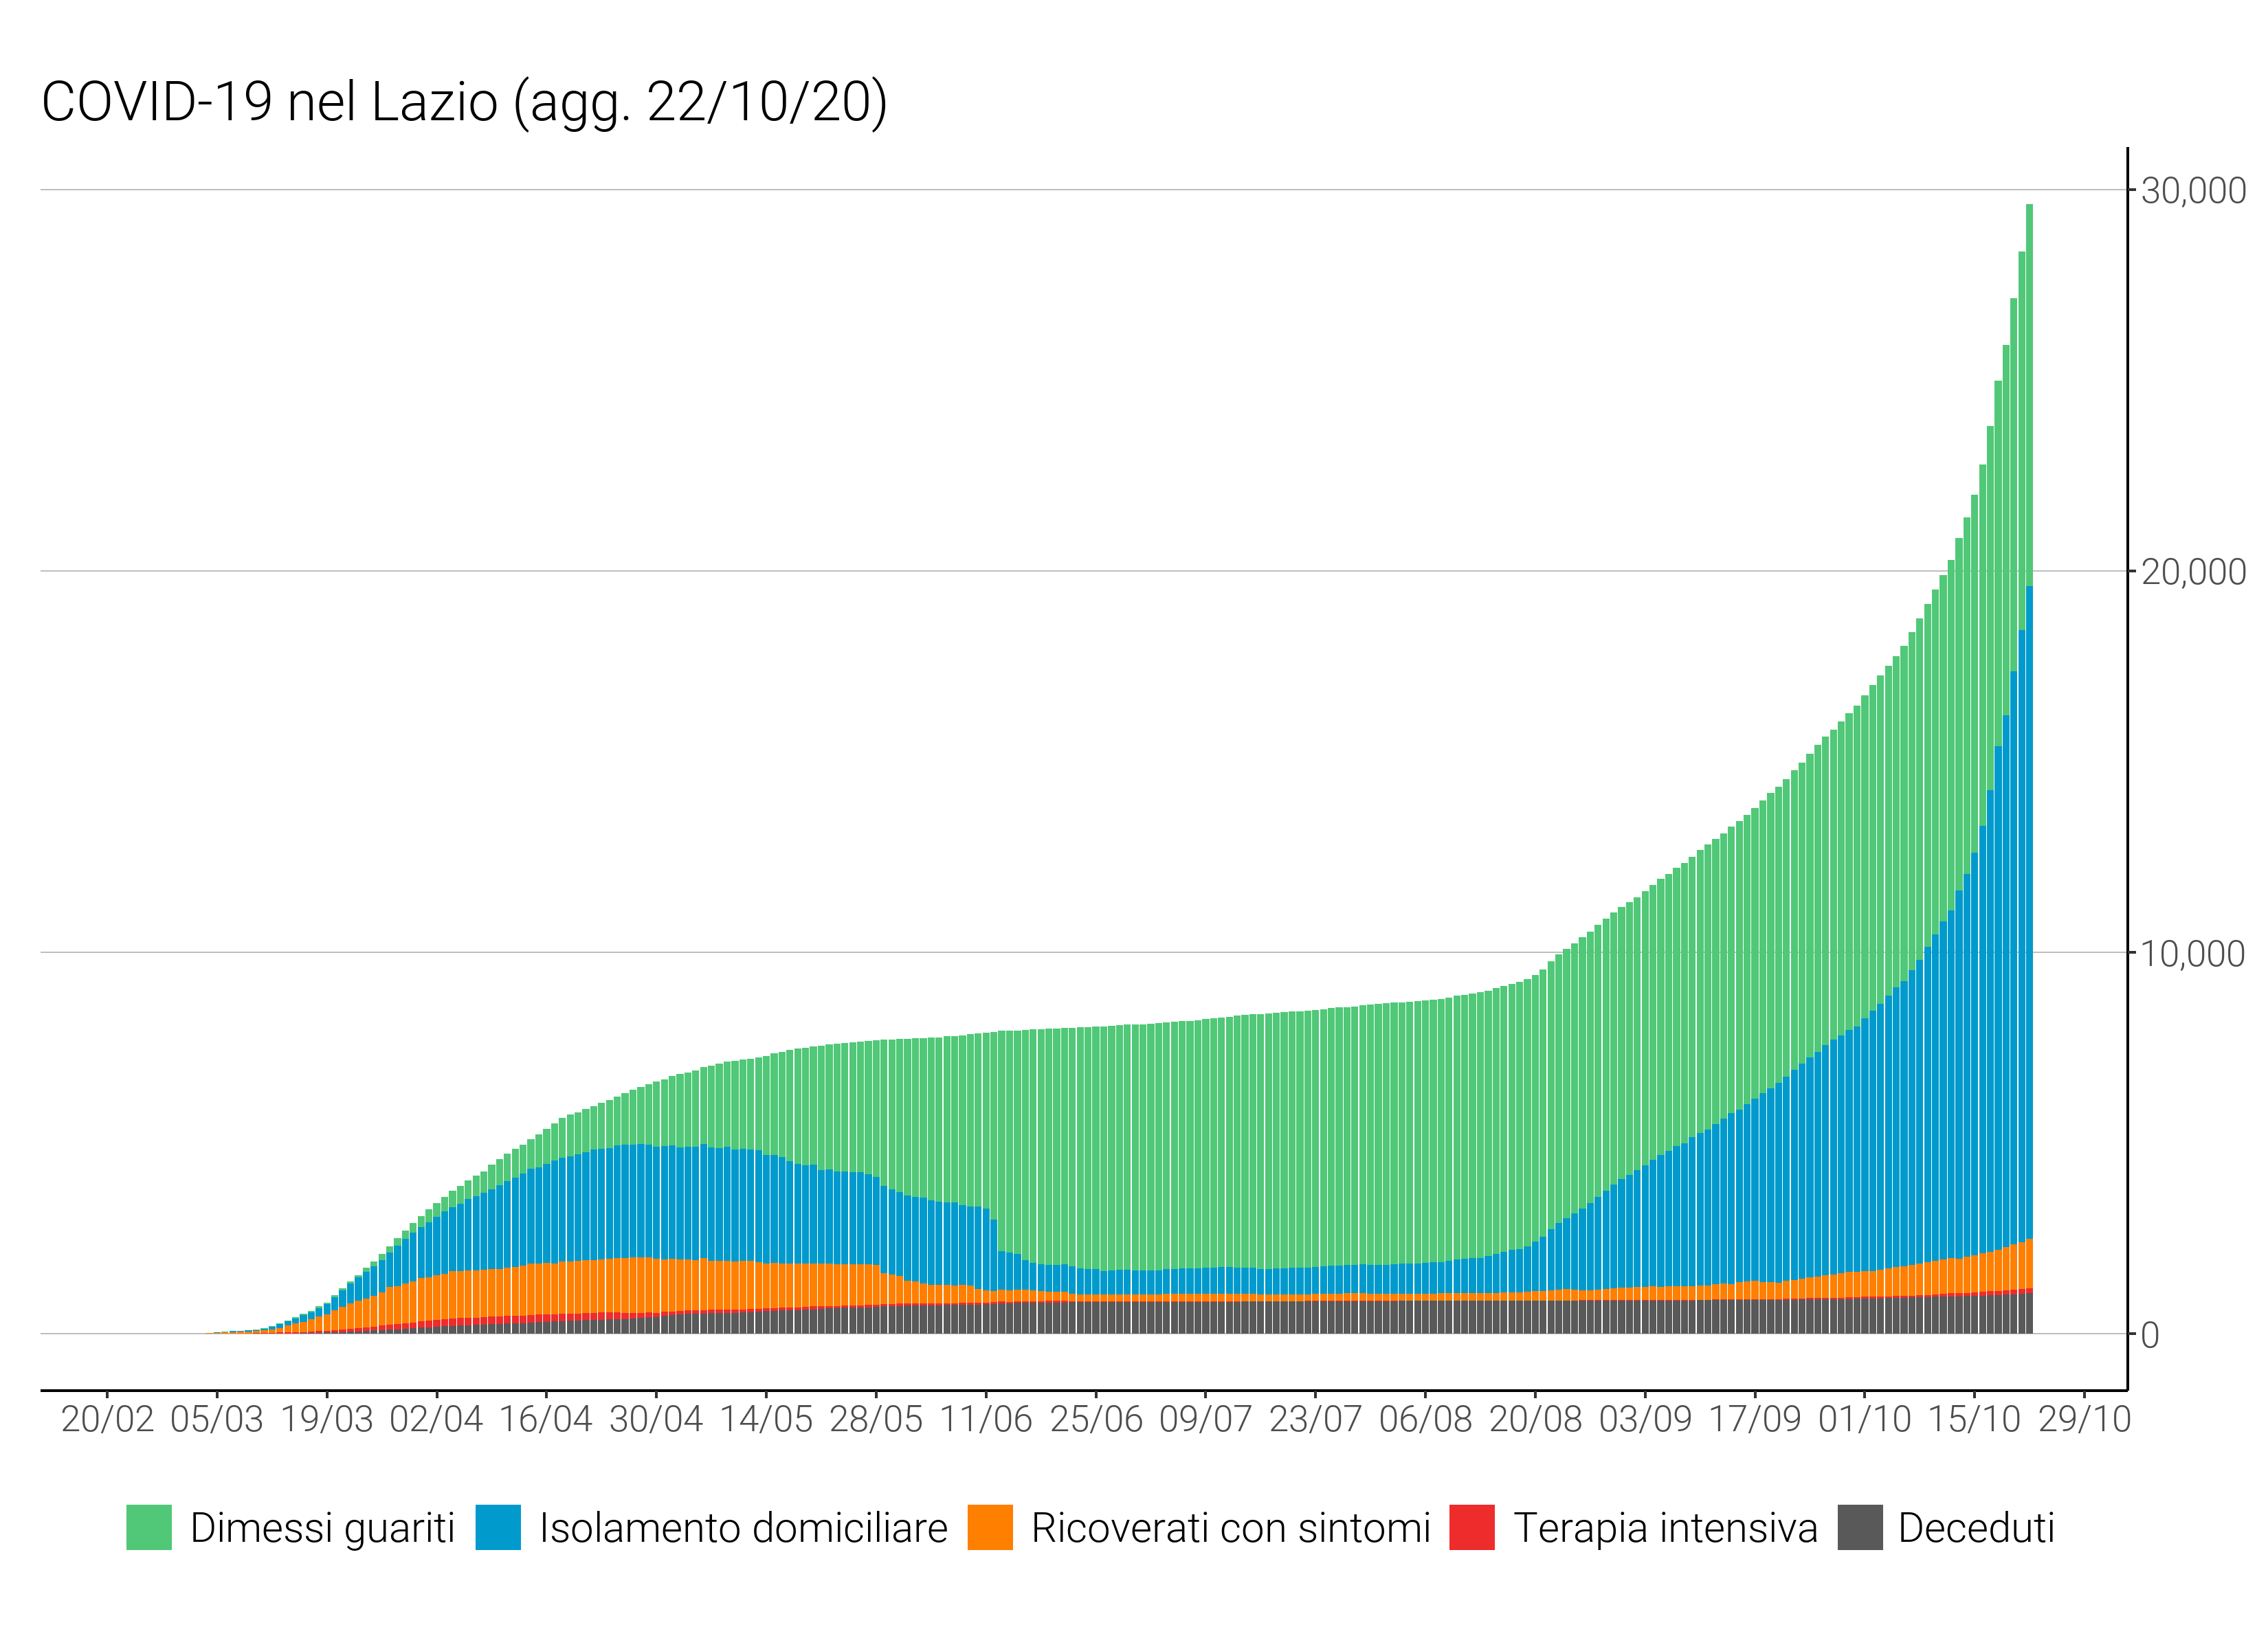 COVID-19 nel Lazio (agg. 22/10/20)
30,000
20,000
10,000
0
20/02 05/03 19/03 02/04 16/04 30/04 14/05 28/05 11/06 25/06 09/07 23/07 06/08 20/08 03/09 17/09 01/10 15/10 29/10
Dimessi guariti Isolamento domiciliare Ricoverati con sintomi Terapia intensiva Deceduti